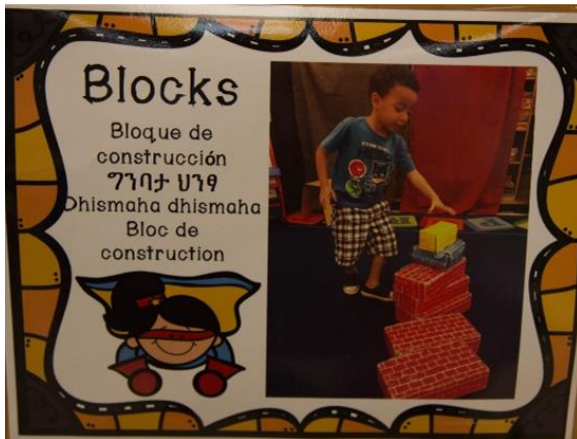 Blocks
Bloque de
construcción
ግንባታ ህንፃ
Dhismaha dhismaha
Bloc de
construction